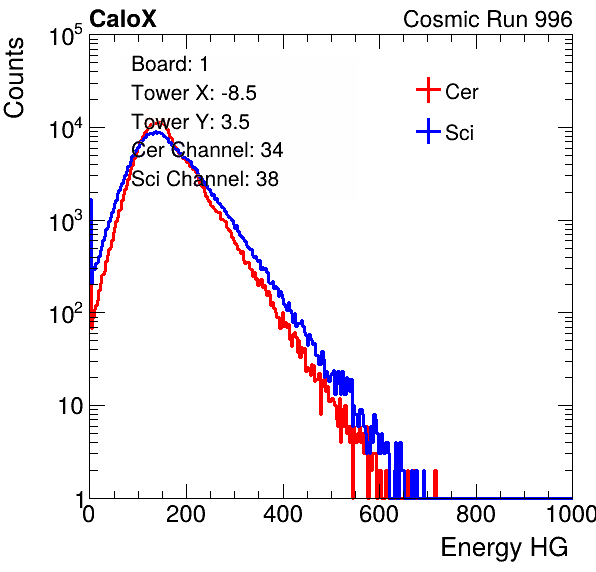 CaloX Cosmic Run 996
Counts
10^5
10^4
10^3
10^2
10
1
Board: 1
Tower X: -8.5
Tower Y: 3.5
Cer Channel: 34
Sci Channel: 38
Cer
Sci
0 200 400 600 800 1000
Energy HG